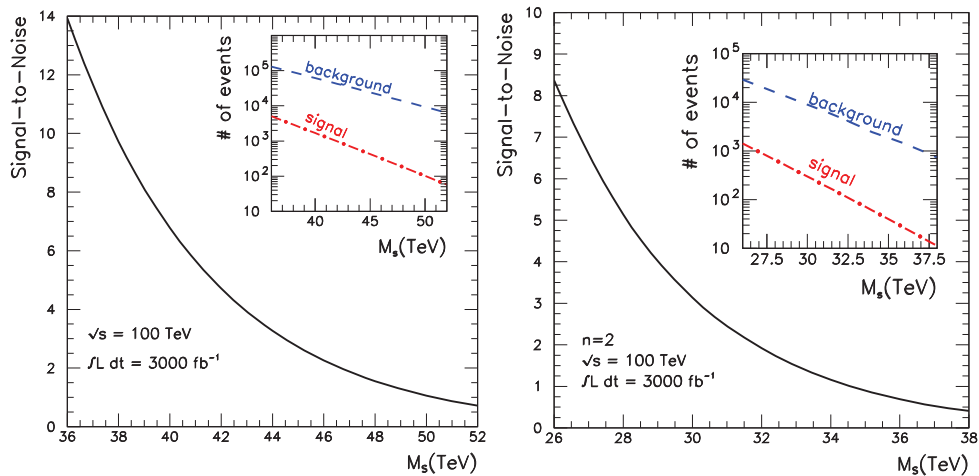 Signal-to-Noise
14
12
10
8
6
4
2
0
36 38 40 42 44 46 48 50 52
Mₛ(TeV)
√s = 100 TeV
∫L dt = 3000 fb⁻¹
# of events
10⁵
10⁴
10³
10²
10
40 45 50
Mₛ(TeV)
background
signal
Signal-to-Noise
10
9
8
7
6
5
4
3
2
1
0
26 28 30 32 34 36 38
Mₛ(TeV)
n=2
√s = 100 TeV
∫L dt = 3000 fb⁻¹
# of events
10⁵
10⁴
10³
10²
10
27.5 30 32.5 35 37.5
Mₛ(TeV)
background
signal